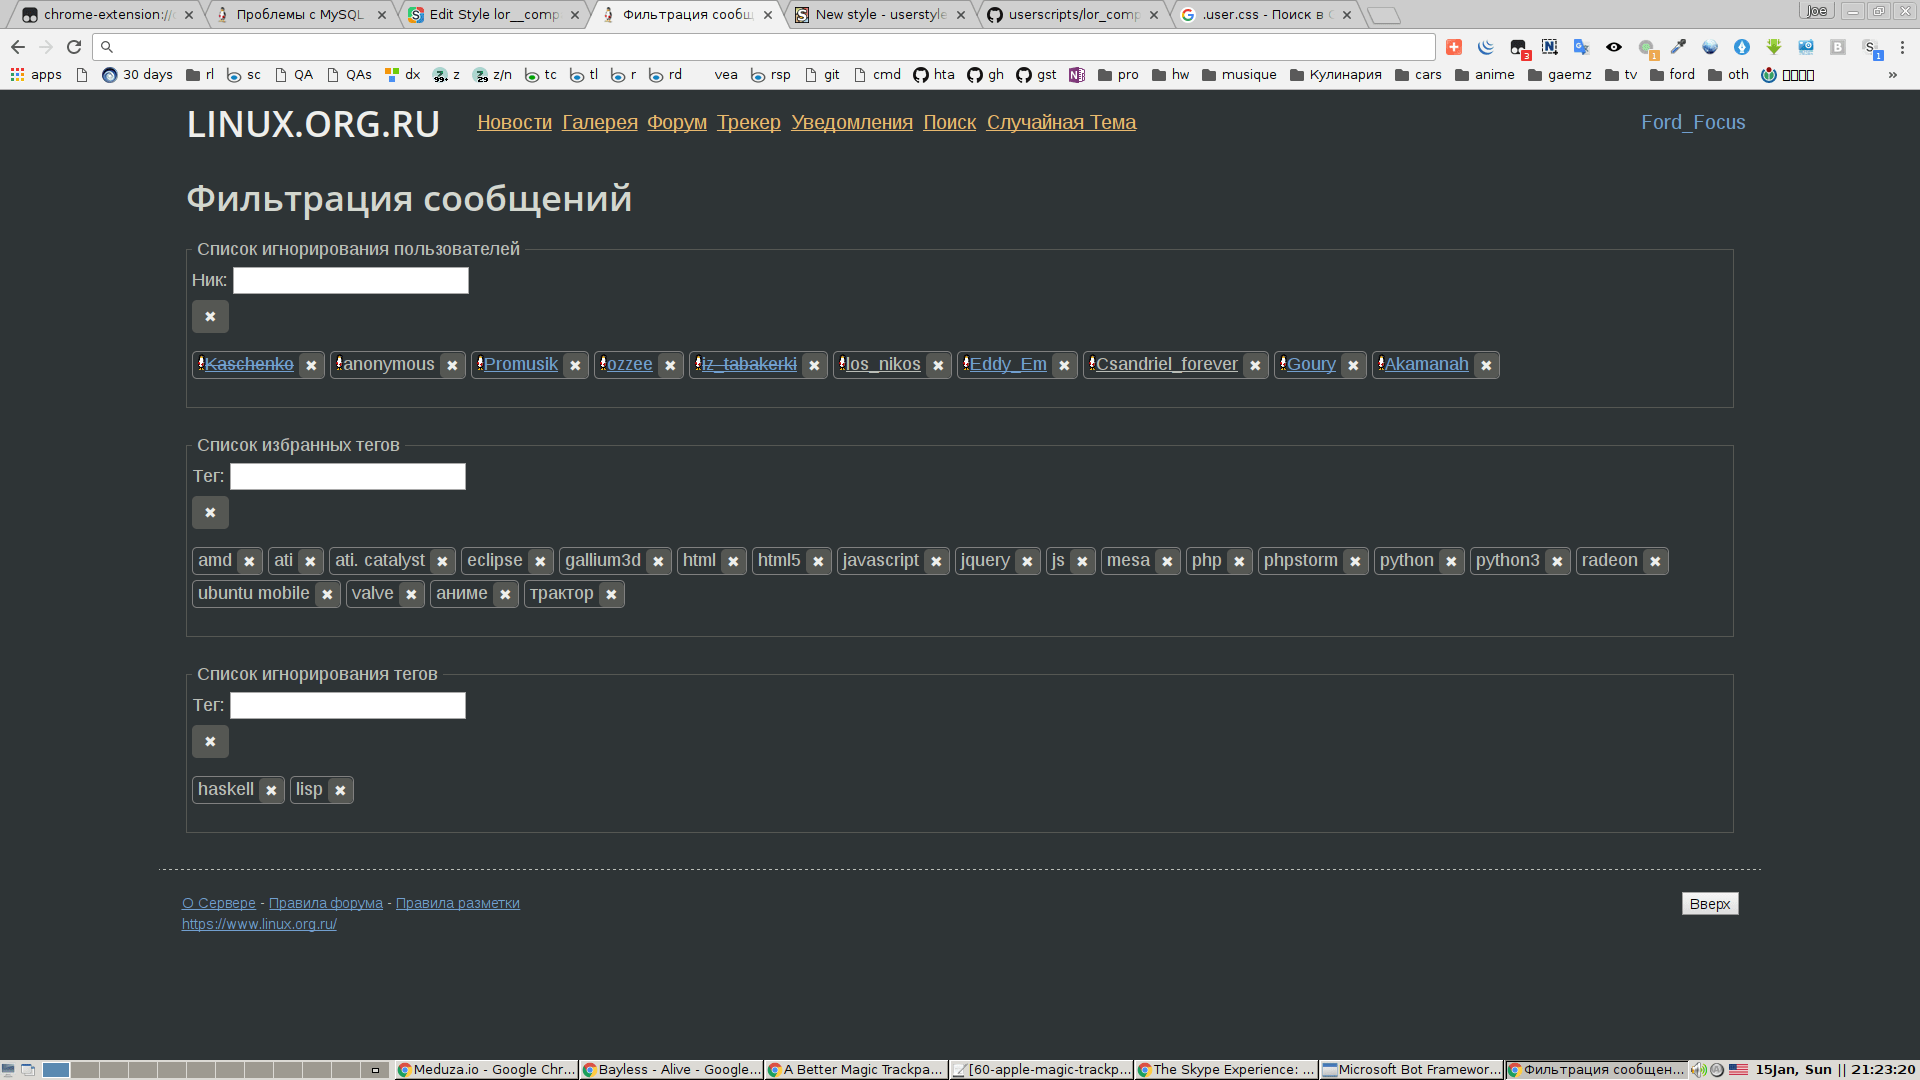 chrome-extension://
Проблемы с MySQL
Edit Style lor__comp
Фильтрация сообщ
New style - userstyle
userscripts/lor_comp
.user.css - Поиск в
Joe
3
1
1
apps
30 days
rl
sc
QA
QAs
dx
z
z/n
tc
tl
r
rd
vea
rsp
git
cmd
hta
gh
gst
pro
hw
musique
Кулинария
cars
anime
gaemz
tv
ford
oth
»
LINUX.ORG.RU Новости Галерея Форум Трекер Уведомления Поиск Случайная Тема Ford_Focus
Фильтрация сообщений
Список игнорирования пользователей
Ник:
✖
Kaschenko ✖ anonymous ✖ Promusik ✖ ozzee ✖ iz_tabakerki ✖ los_nikos ✖ Eddy_Em ✖ Csandriel_forever ✖ Goury ✖ Akamanah ✖
Список избранных тегов
Тег:
✖
amd ✖ ati ✖ ati. catalyst ✖ eclipse ✖ gallium3d ✖ html ✖ html5 ✖ javascript ✖ jquery ✖ js ✖ mesa ✖ php ✖ phpstorm ✖ python ✖ python3 ✖ radeon ✖
ubuntu mobile ✖ valve ✖ аниме ✖ трактор ✖
Список игнорирования тегов
Тег:
✖
haskell ✖ lisp ✖
О Сервере - Правила форума - Правила разметки
Вверх
https://www.linux.org.ru/
Meduza.io - Google Chr...
Bayless - Alive - Google...
A Better Magic Trackpa...
[60-apple-magic-trackp...
The Skype Experience: ...
Microsoft Bot Framewor...
Фильтрация сообщен...
15Jan, Sun || 21:23:20